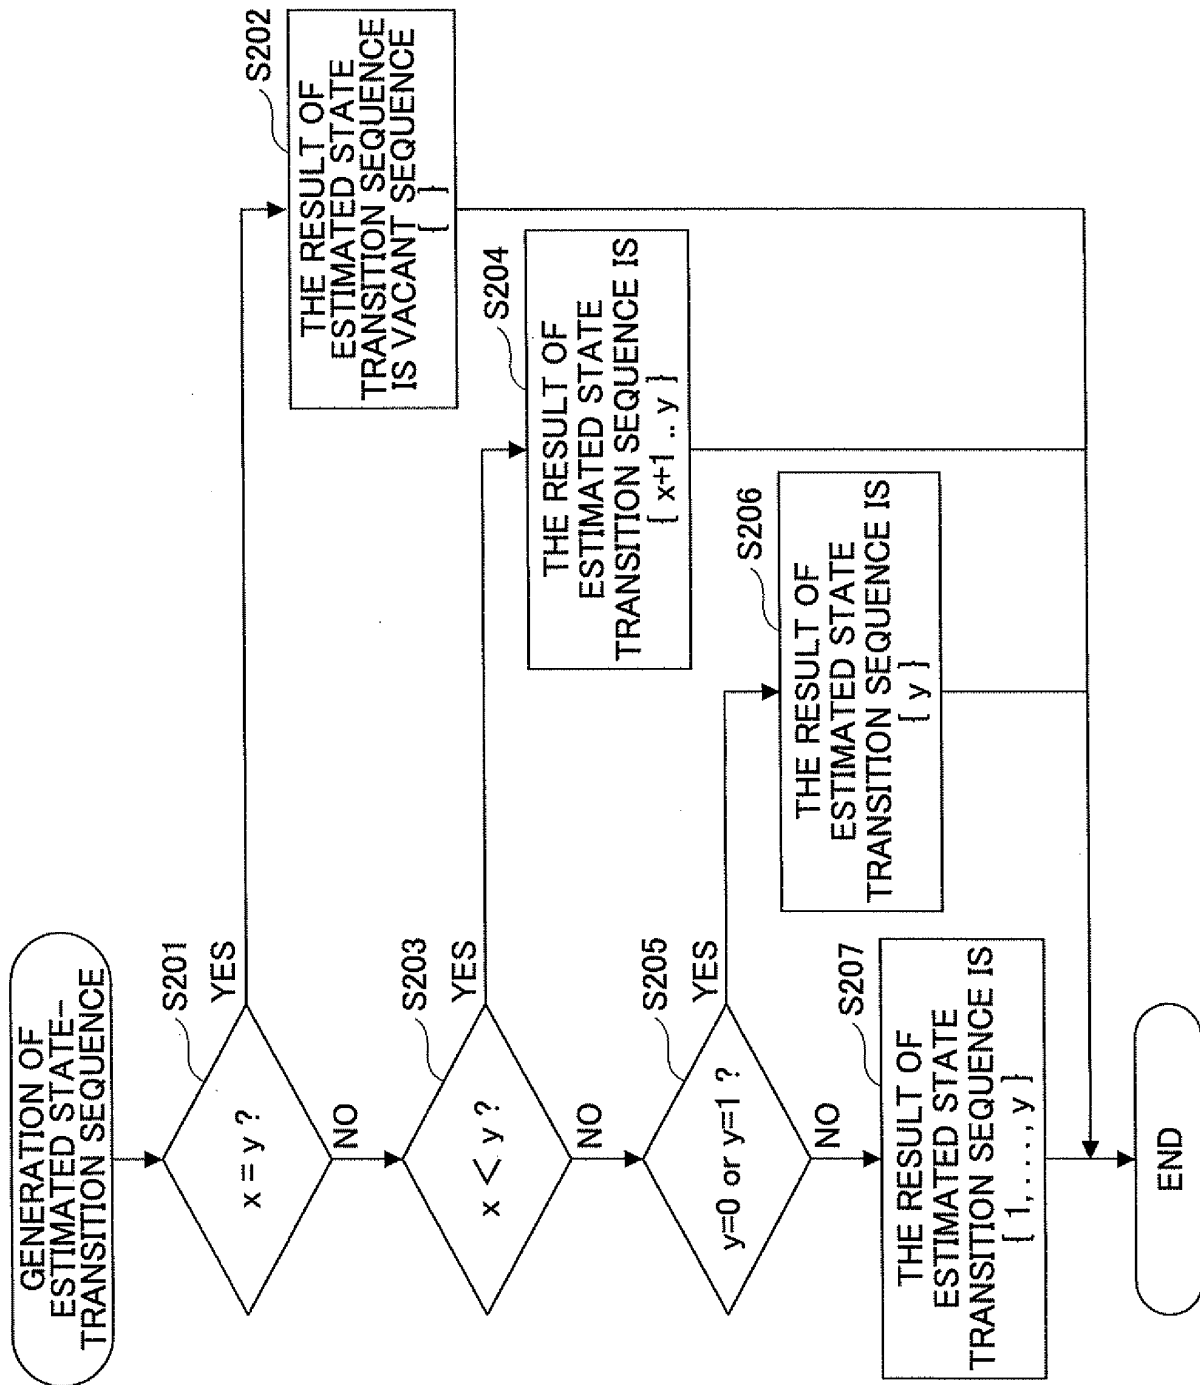 GENERATION OF
ESTIMATED STATE-
TRANSITION SEQUENCE
S201
x = y ?
YES
NO
S202
THE RESULT OF
ESTIMATED STATE
TRANSITION SEQUENCE
IS VACANT SEQUENCE
{ }
S203
x < y ?
YES
NO
S204
THE RESULT OF
ESTIMATED STATE
TRANSITION SEQUENCE IS
{ x+1 .. y }
S205
y=0 or y=1 ?
YES
NO
S206
THE RESULT OF
ESTIMATED STATE
TRANSITION SEQUENCE IS
{ y }
S207
THE RESULT OF
ESTIMATED STATE
TRANSITION SEQUENCE IS
{ 1,...,y }
END